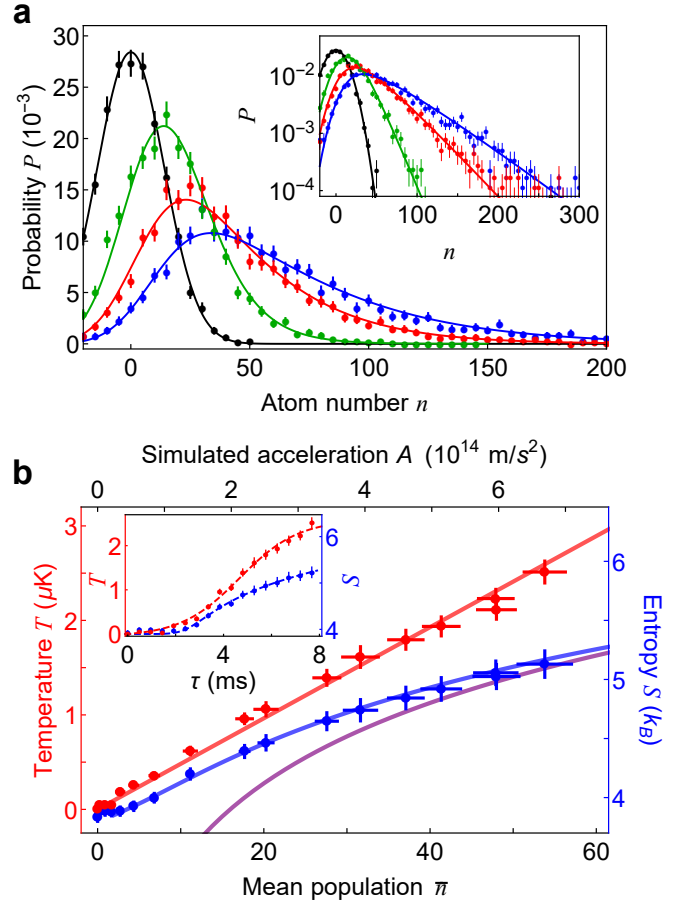 a
30
25
20
15
10
5
0
Probability P (10⁻³)
0 50 100 150 200
Atom number n
10⁻²
10⁻³
10⁻⁴
P
0 100 200 300
n
Simulated acceleration A (10¹⁴ m/s²)
b
0 2 4 6
3
2
1
0
Temperature T (μK)
2
1
0
T
6
4
S
0 4 8
τ (ms)
6
5
4
Entropy S (k_B)
0 20 40 60
Mean population n̅